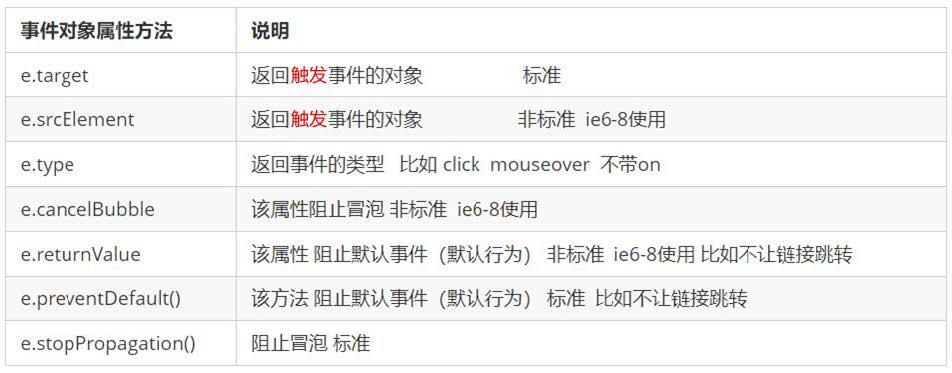 事件对象属性方法 说明
e.target 返回触发事件的对象 标准
e.srcElement 返回触发事件的对象 非标准 ie6-8使用
e.type 返回事件的类型 比如 click mouseover 不带on
e.cancelBubble 该属性阻止冒泡 非标准 ie6-8使用
e.returnValue 该属性 阻止默认事件（默认行为） 非标准 ie6-8使用 比如不让链接跳转
e.preventDefault() 该方法 阻止默认事件（默认行为） 标准 比如不让链接跳转
e.stopPropagation() 阻止冒泡 标准